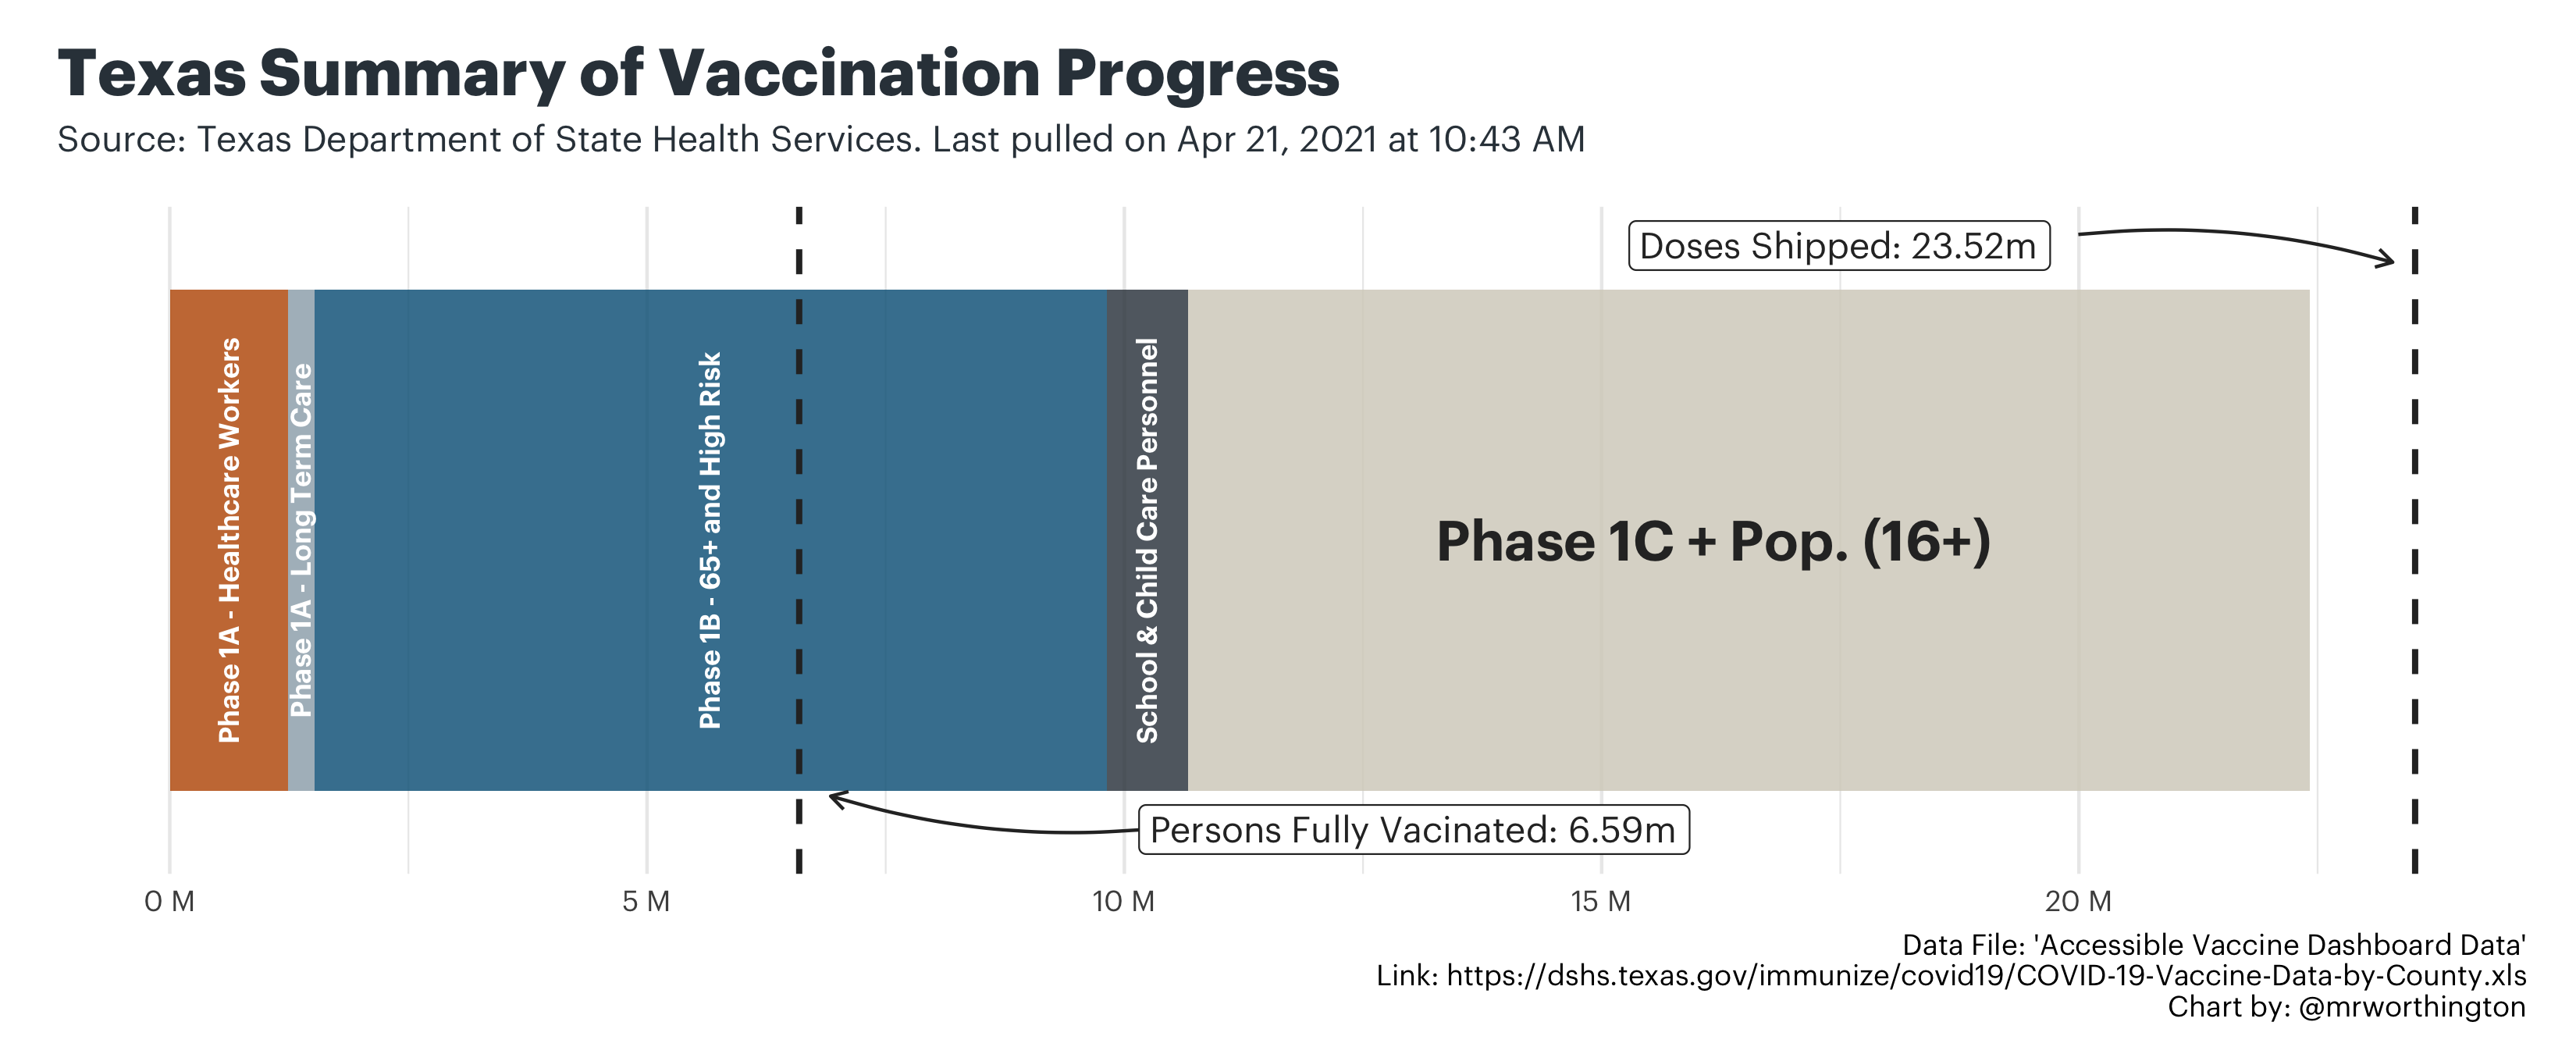 Texas Summary of Vaccination Progress
Source: Texas Department of State Health Services. Last pulled on Apr 21, 2021 at 10:43 AM
Doses Shipped: 23.52m
Phase 1A - Healthcare Workers
Phase 1A - Long Term Care
Phase 1B - 65+ and High Risk
School & Child Care Personnel
Phase 1C + Pop. (16+)
Persons Fully Vacinated: 6.59m
0 M
5 M
10 M
15 M
20 M
Data File: 'Accessible Vaccine Dashboard Data'
Link: https://dshs.texas.gov/immunize/covid19/COVID-19-Vaccine-Data-by-County.xls
Chart by: @mrworthington